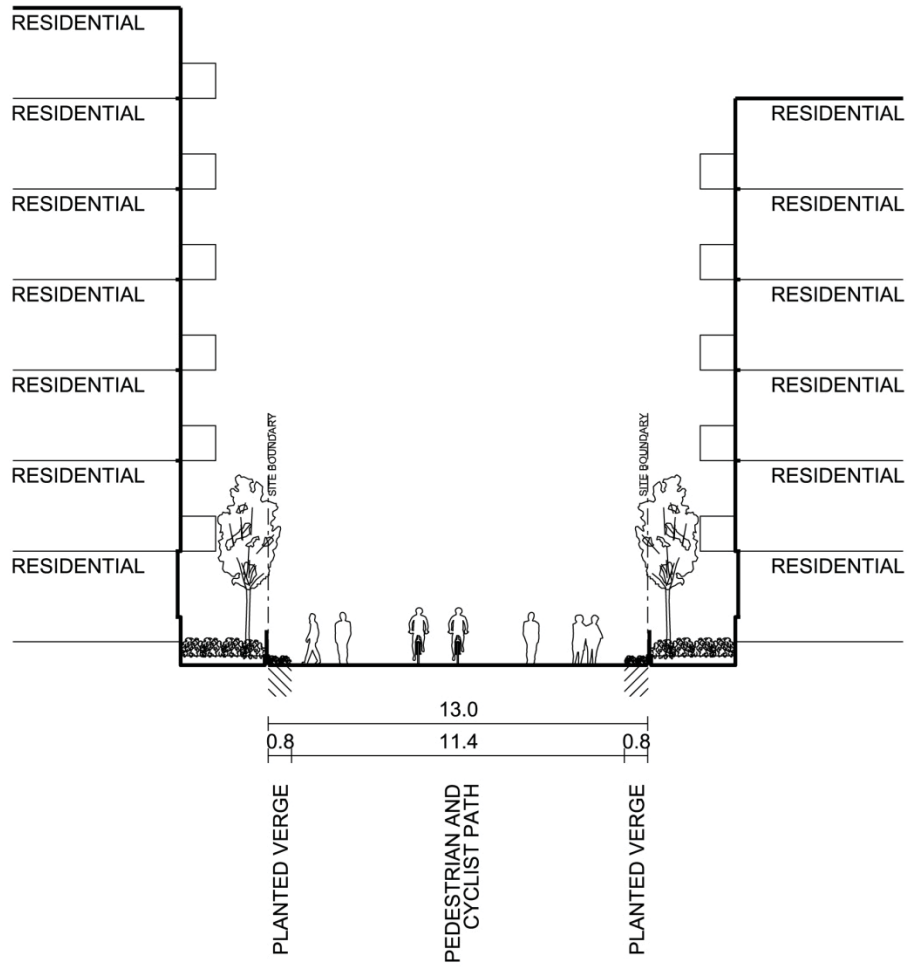 RESIDENTIAL
RESIDENTIAL
RESIDENTIAL
RESIDENTIAL
RESIDENTIAL
RESIDENTIAL
RESIDENTIAL
RESIDENTIAL
RESIDENTIAL
RESIDENTIAL
RESIDENTIAL
RESIDENTIAL
RESIDENTIAL
SITE BOUNDARY
SITE BOUNDARY
13.0
0.8
11.4
0.8
PLANTED VERGE
PEDESTRIAN AND
CYCLIST PATH
PLANTED VERGE